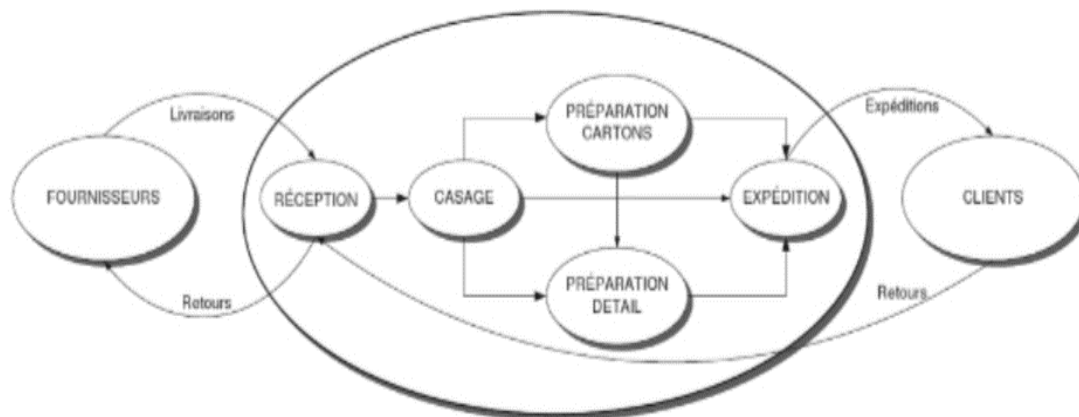 Livraisons
FOURNISSEURS
Retours
RÉCEPTION
CASAGE
PRÉPARATION
CARTONS
PRÉPARATION
DETAIL
EXPÉDITION
Expéditions
CLIENTS
Retours